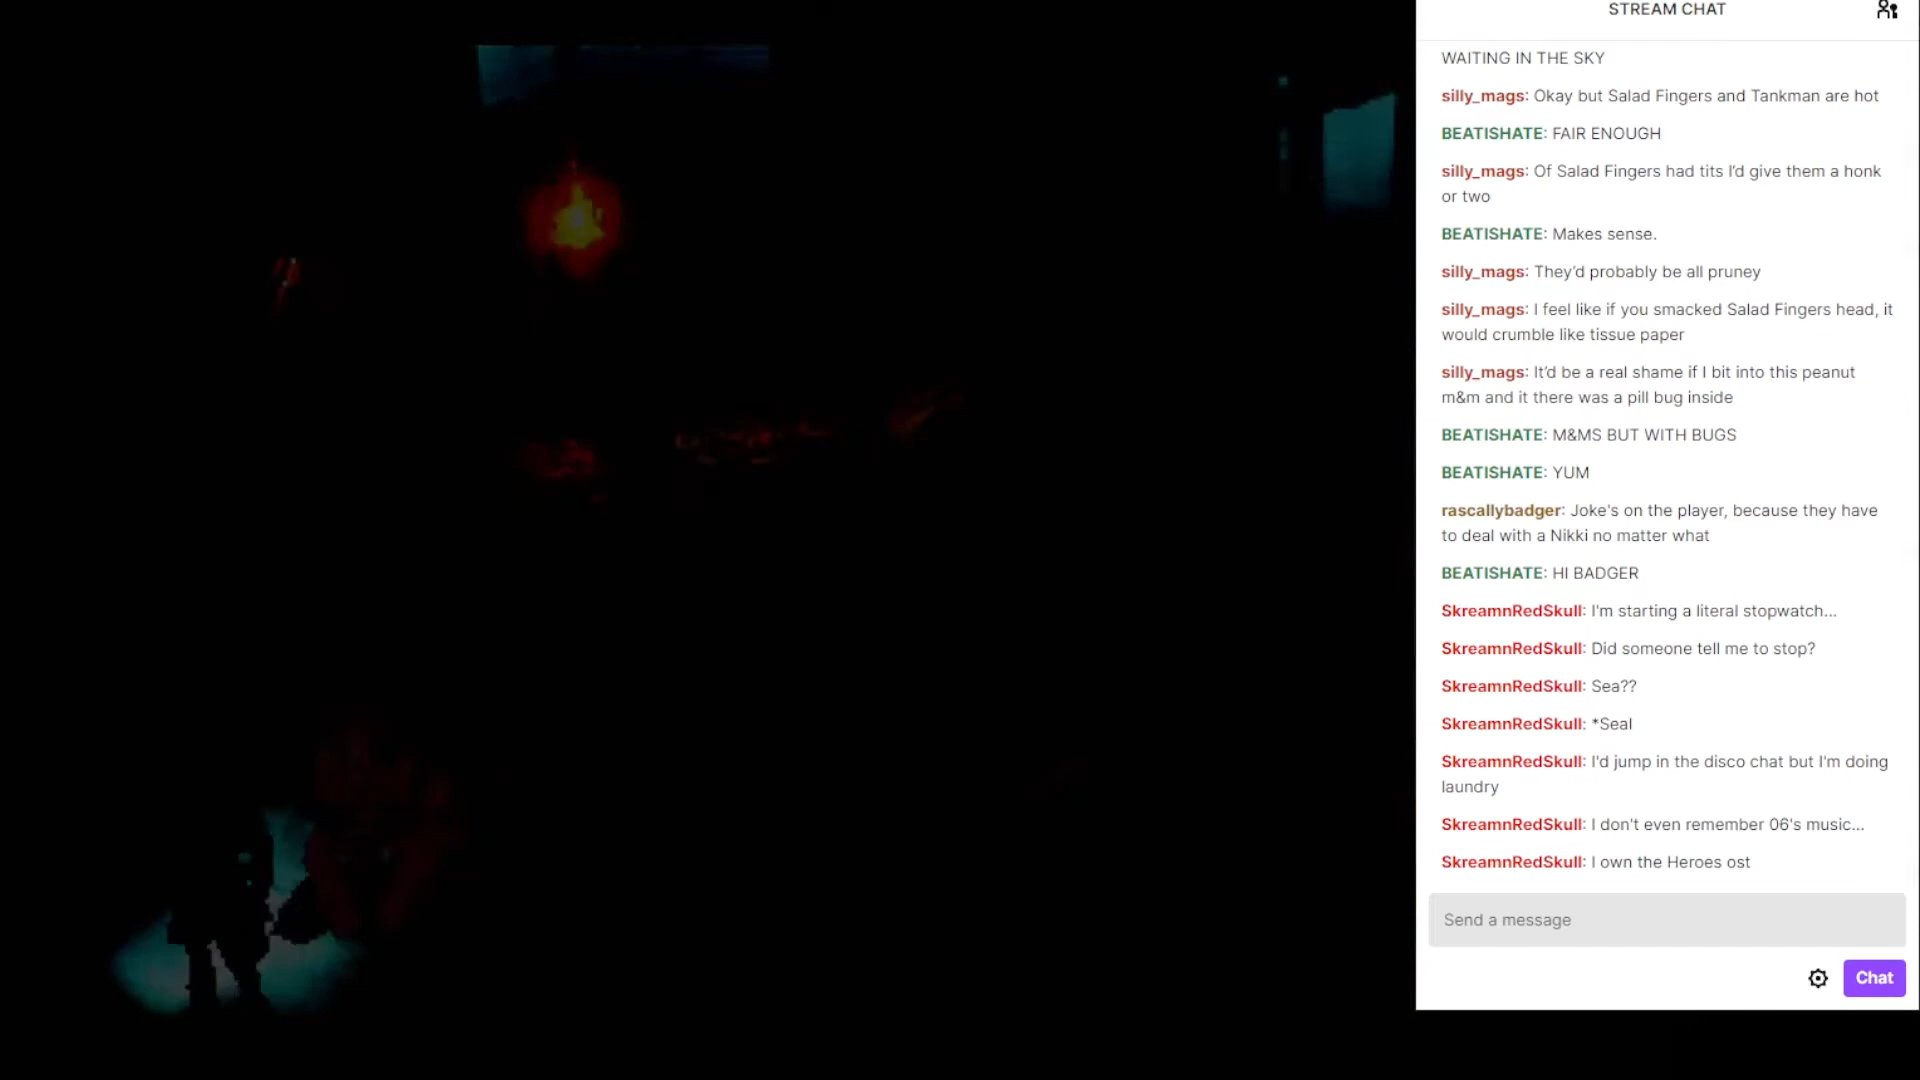 STREAM CHAT
WAITING IN THE SKY
silly_mags: Okay but Salad Fingers and Tankman are hot
BEATISHATE: FAIR ENOUGH
silly_mags: Of Salad Fingers had tits I'd give them a honk
or two
BEATISHATE: Makes sense.
silly_mags: They'd probably be all pruney
silly_mags: I feel like if you smacked Salad Fingers head, it
would crumble like tissue paper
silly_mags: It'd be a real shame if I bit into this peanut
m&m and it there was a pill bug inside
BEATISHATE: M&MS BUT WITH BUGS
BEATISHATE: YUM
rascallybadger: Joke's on the player, because they have
to deal with a Nikki no matter what
BEATISHATE: HI BADGER
SkreamnRedSkull: I'm starting a literal stopwatch...
SkreamnRedSkull: Did someone tell me to stop?
SkreamnRedSkull: Sea??
SkreamnRedSkull: *Seal
SkreamnRedSkull: I'd jump in the disco chat but I'm doing
laundry
SkreamnRedSkull: I don't even remember 06's music...
SkreamnRedSkull: I own the Heroes ost
Send a message
Chat